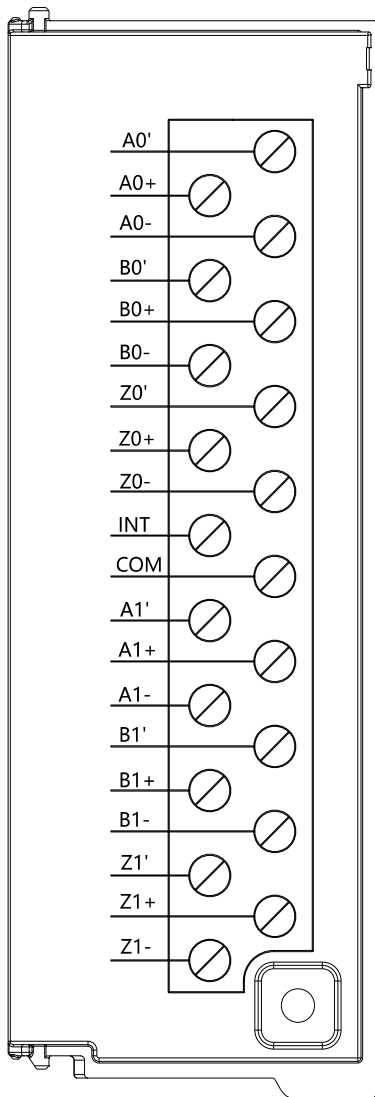 A0'
A0+
A0-
B0'
B0+
B0-
Z0'
Z0+
Z0-
INT
COM
A1'
A1+
A1-
B1'
B1+
B1-
Z1'
Z1+
Z1-